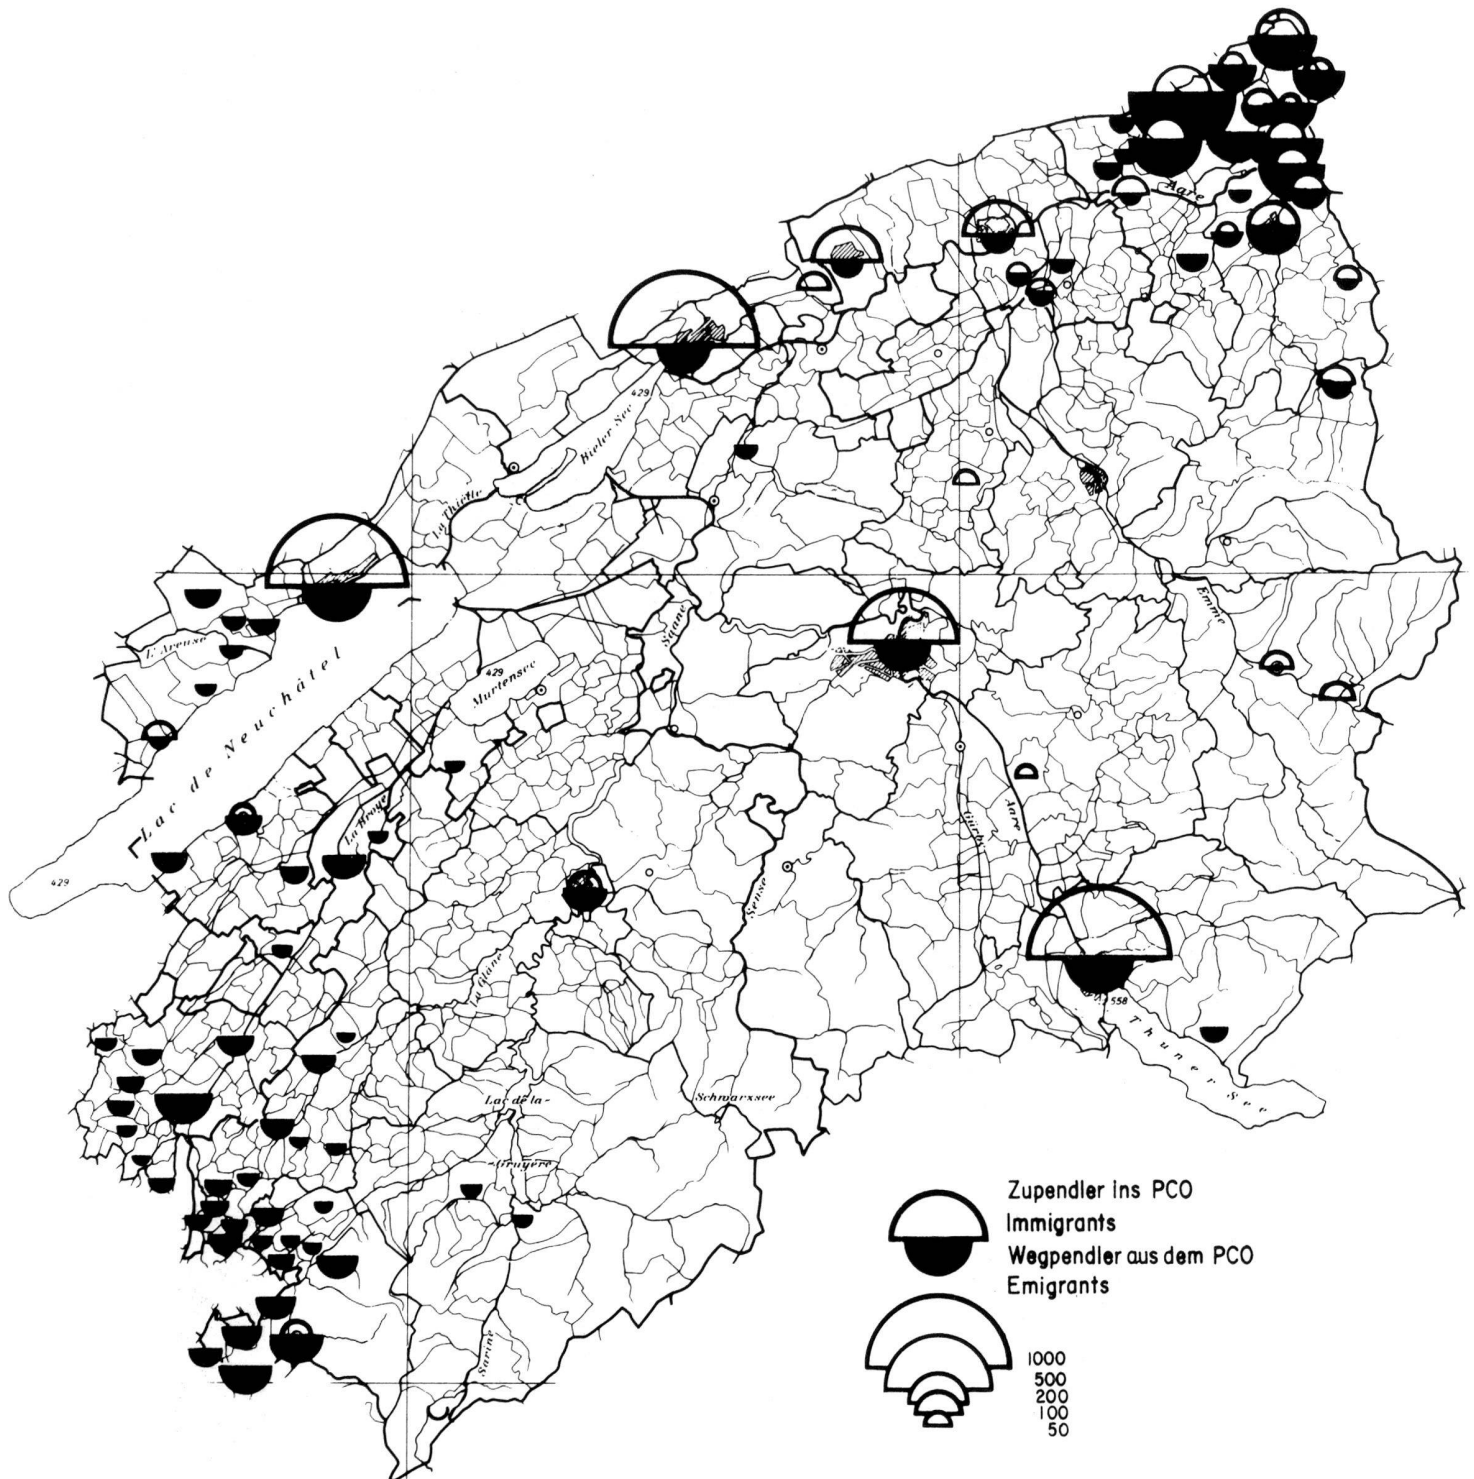 Aare
429
Bieler See
La Thielle
Saane
Emme
L'Areuse
429
Murtensee
Lac de Neuchâtel
La Broye
Aare
Gürbe
429
Sense
La Glâne
558
Thuner See
Lac de la-
Schwarzsee
-Gruyère
Sarine
Zupendler ins PCO
Immigrants
Wegpendler aus dem PCO
Emigrants
1000
500
200
100
50